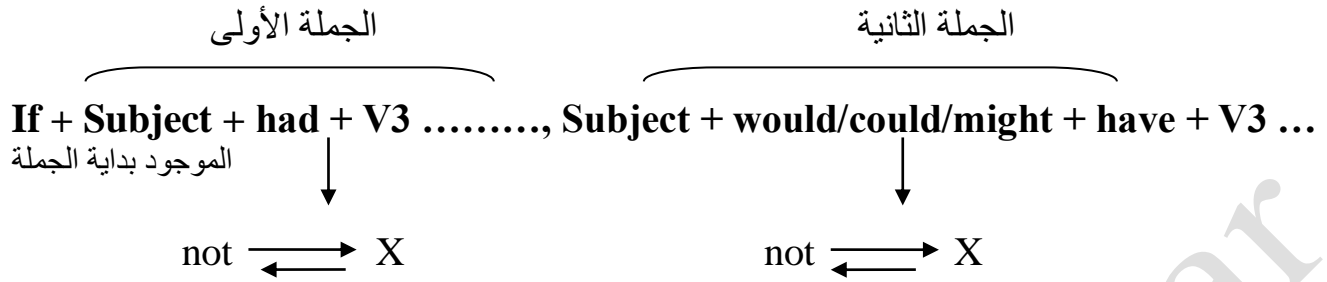 الجملة الأولى الجملة الثانية
If + Subject + had + V3 ………, Subject + would/could/might + have + V3 …
الموجود بداية الجملة
not X not X